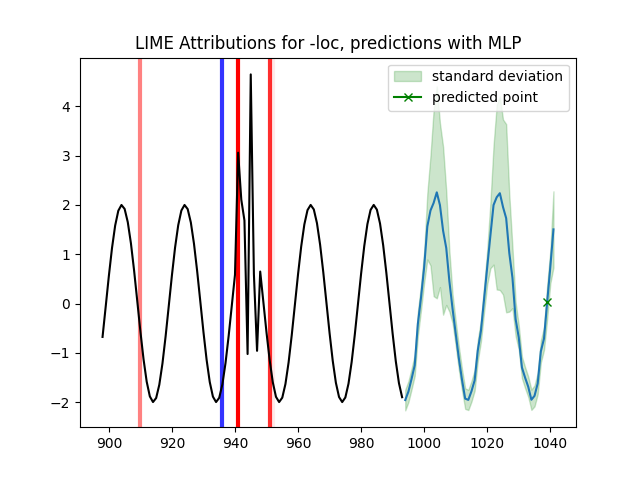 LIME Attributions for -loc, predictions with MLP
standard deviation
predicted point
4
3
2
1
0
−1
−2
900 920 940 960 980 1000 1020 1040